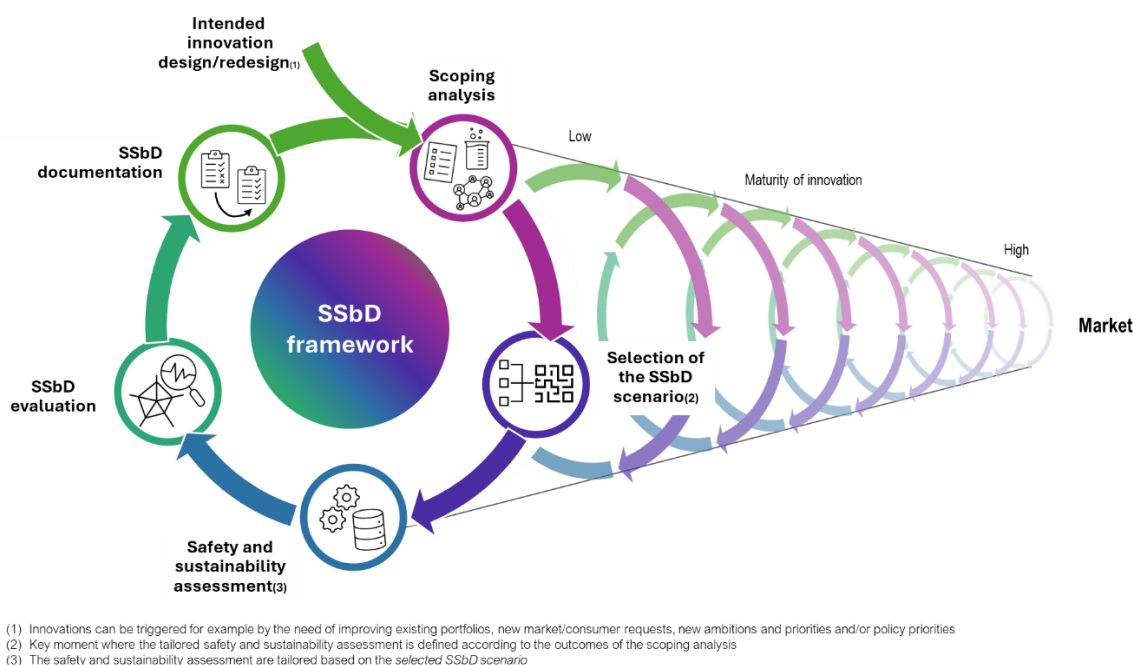 Intended
innovation
design/redesign(1)
Scoping
analysis
Low
SSbD
documentation
Maturity of innovation
High
SSbD
framework
Market
Selection of
the SSbD
scenario(2)
SSbD
evaluation
Safety and
sustainability
assessment(3)
(1) Innovations can be triggered for example by the need of improving existing portfolios, new market/consumer requests, new ambitions and priorities and/or policy priorities
(2) Key moment where the tailored safety and sustainability assessment is defined according to the outcomes of the scoping analysis
(3) The safety and sustainability assessment are tailored based on the selected SSbD scenario